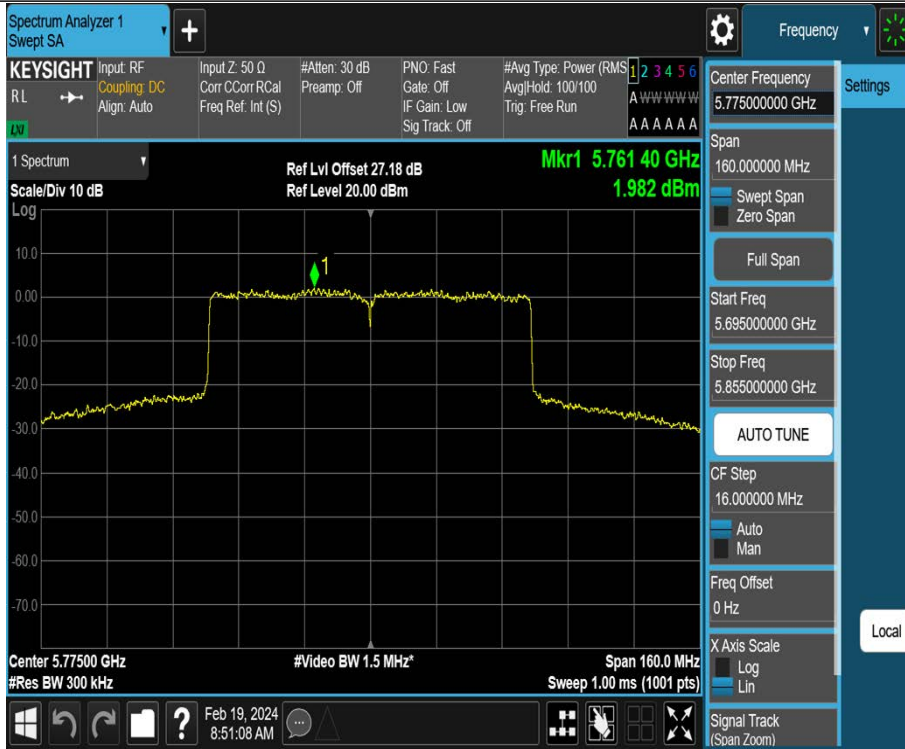 Spectrum Analyzer 1
Swept SA
+
Frequency
KEYSIGHT
R L
LXI
Input: RF
Coupling: DC
Align: Auto
Input Z: 50 Ω
Corr CCorr RCal
Freq Ref: Int (S)
#Atten: 30 dB
Preamp: Off
PNO: Fast
Gate: Off
IF Gain: Low
Sig Track: Off
#Avg Type: Power (RMS
Avg|Hold: 100/100
Trig: Free Run
1 2 3 4 5 6
A W W W W W
A A A A A A
1 Spectrum
Scale/Div 10 dB
Log
Ref Lvl Offset 27.18 dB
Ref Level 20.00 dBm
Mkr1 5.761 40 GHz
1.982 dBm
1
10.0
0.00
-10.0
-20.0
-30.0
-40.0
-50.0
-60.0
-70.0
Center 5.77500 GHz
#Res BW 300 kHz
#Video BW 1.5 MHz*
Span 160.0 MHz
Sweep 1.00 ms (1001 pts)
?
Feb 19, 2024
8:51:08 AM
Center Frequency
5.775000000 GHz
Span
160.000000 MHz
Swept Span
Zero Span
Full Span
Start Freq
5.695000000 GHz
Stop Freq
5.855000000 GHz
AUTO TUNE
CF Step
16.000000 MHz
Auto
Man
Freq Offset
0 Hz
X Axis Scale
Log
Lin
Signal Track
(Span Zoom)
Settings
Local